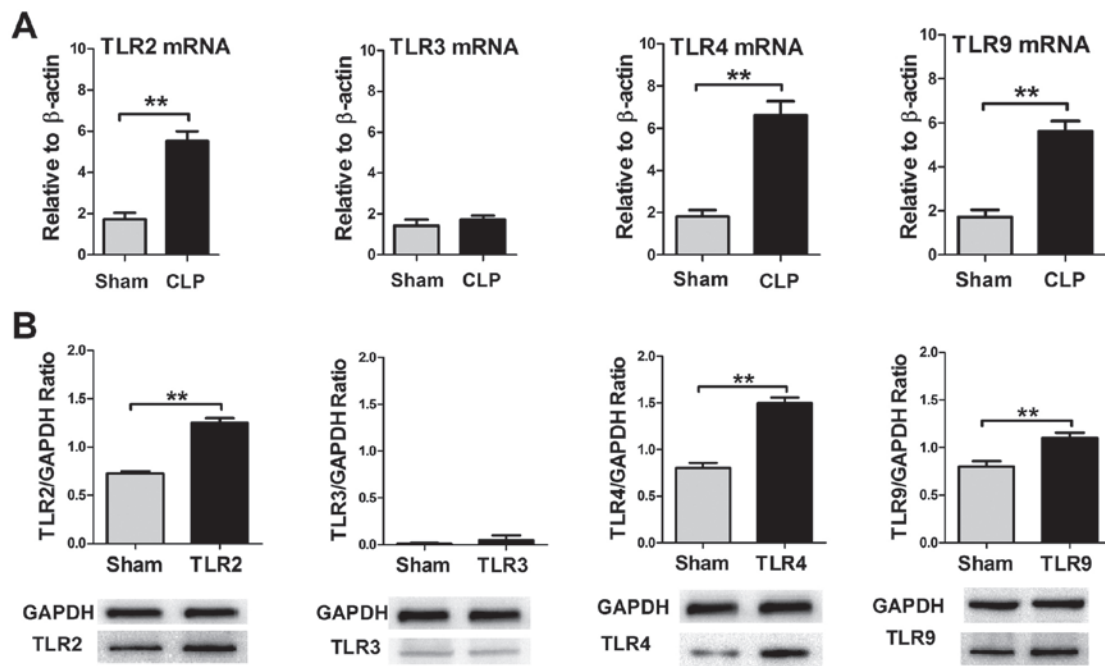 A
TLR2 mRNA
Relative to β-actin
10
8
6
4
2
0
**
Sham CLP
TLR3 mRNA
Relative to β-actin
10
8
6
4
2
0
Sham CLP
TLR4 mRNA
Relative to β-actin
10
8
6
4
2
0
**
Sham CLP
TLR9 mRNA
Relative to β-actin
10
8
6
4
2
0
**
Sham CLP
B
TLR2/GAPDH Ratio
2.0
1.5
1.0
0.5
0.0
**
Sham TLR2
TLR3/GAPDH Ratio
2.0
1.5
1.0
0.5
0.0
Sham TLR3
TLR4/GAPDH Ratio
2.0
1.5
1.0
0.5
0.0
**
Sham TLR4
TLR9/GAPDH Ratio
2.0
1.5
1.0
0.5
0.0
**
Sham TLR9
GAPDH
TLR2
GAPDH
TLR3
GAPDH
TLR4
GAPDH
TLR9